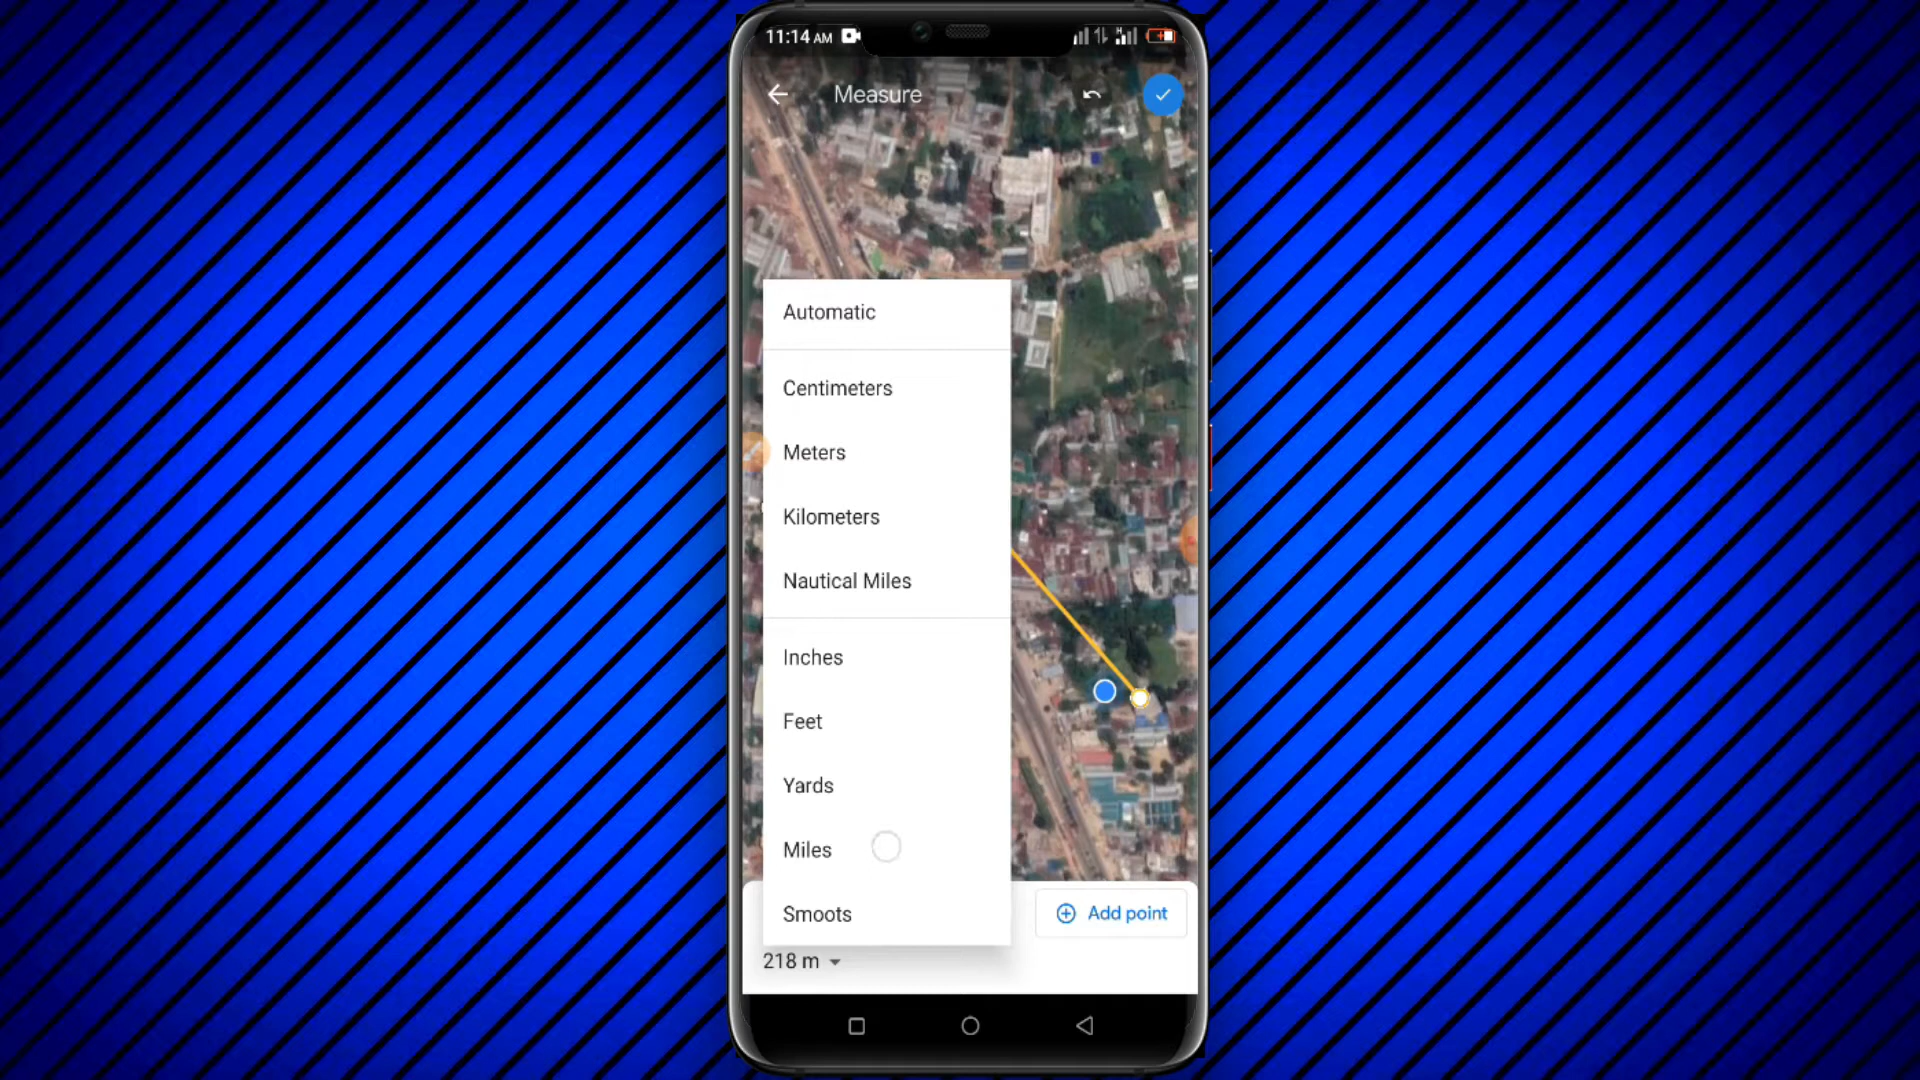 11:14 AM
Measure
Automatic
Centimeters
Meters
Kilometers
Nautical Miles
Inches
Feet
Yards
Miles
Smoots
Add point
218 m